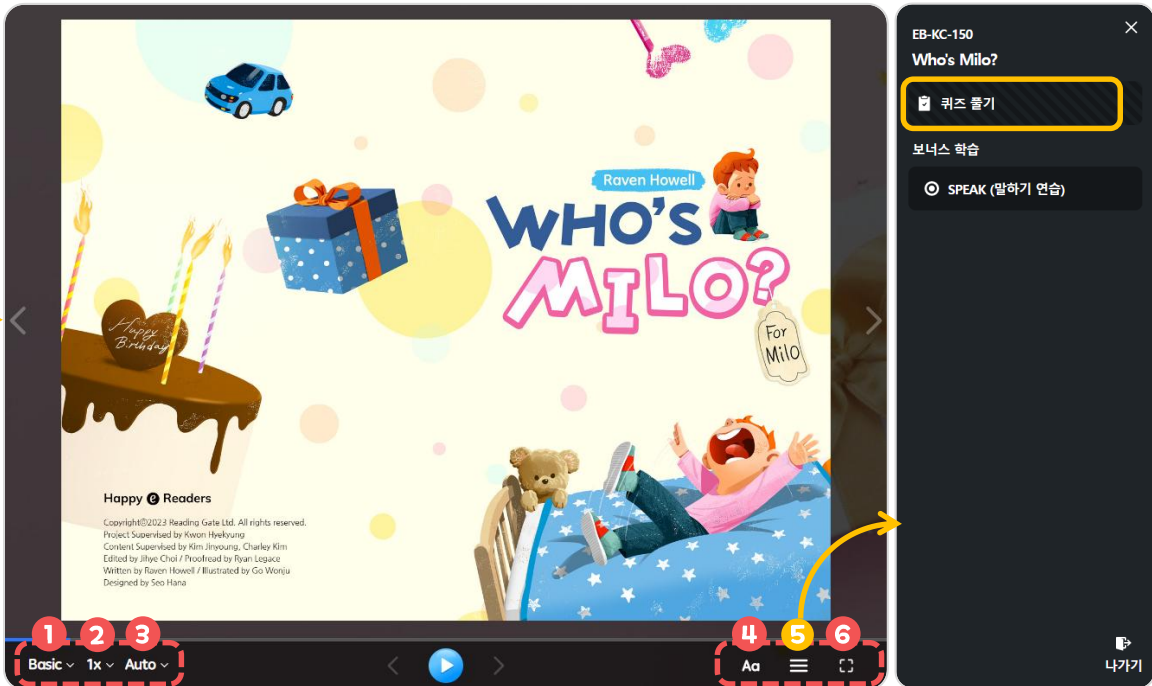 Raven Howell
WHO'S
MILO?
For
Milo
Happy
Birthday
Happy e Readers
Copyright©2023 Reading Gate Ltd. All rights reserved.
Project Supervised by Kwon Hyekyung
Content Supervised by Kim Jinyoung, Charley Kim
Edited by Jihye Choi / Proofread by Ryan Legace
Written by Raven Howell / Illustrated by Go Wonju
Designed by Seo Hana
1 2 3 4 5 6
Basic 1x Auto Aa
EB-KC-150
Who's Milo?
퀴즈 풀기
보너스 학습
SPEAK (말하기 연습)
나가기